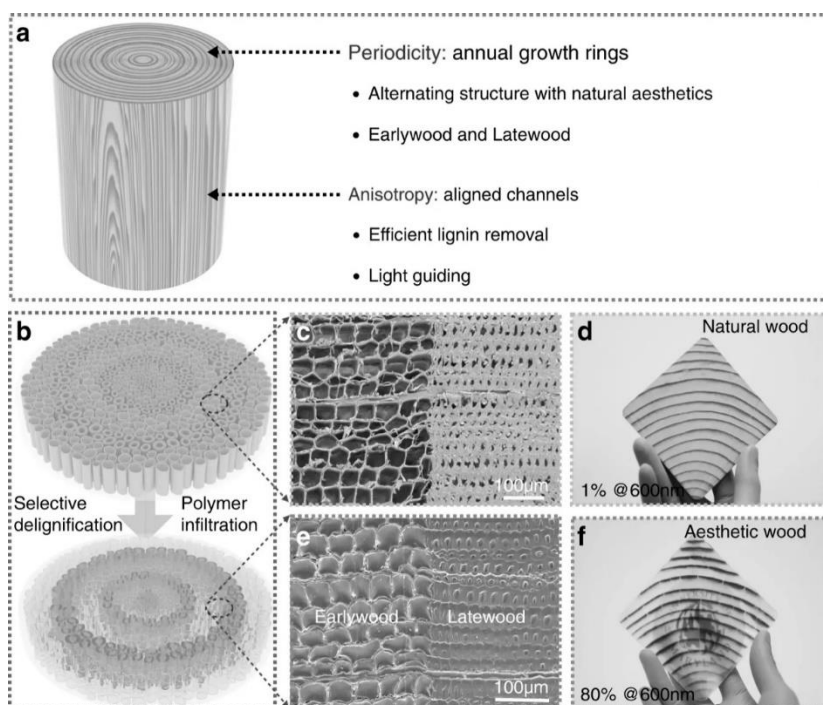 a
Periodicity: annual growth rings
• Alternating structure with natural aesthetics
• Earlywood and Latewood
Anisotropy: aligned channels
• Efficient lignin removal
• Light guiding
b
Selective delignification
Polymer infiltration
c
100μm
d
Natural wood
1% @600nm
e
Earlywood
Latewood
100μm
f
Aesthetic wood
80% @600nm